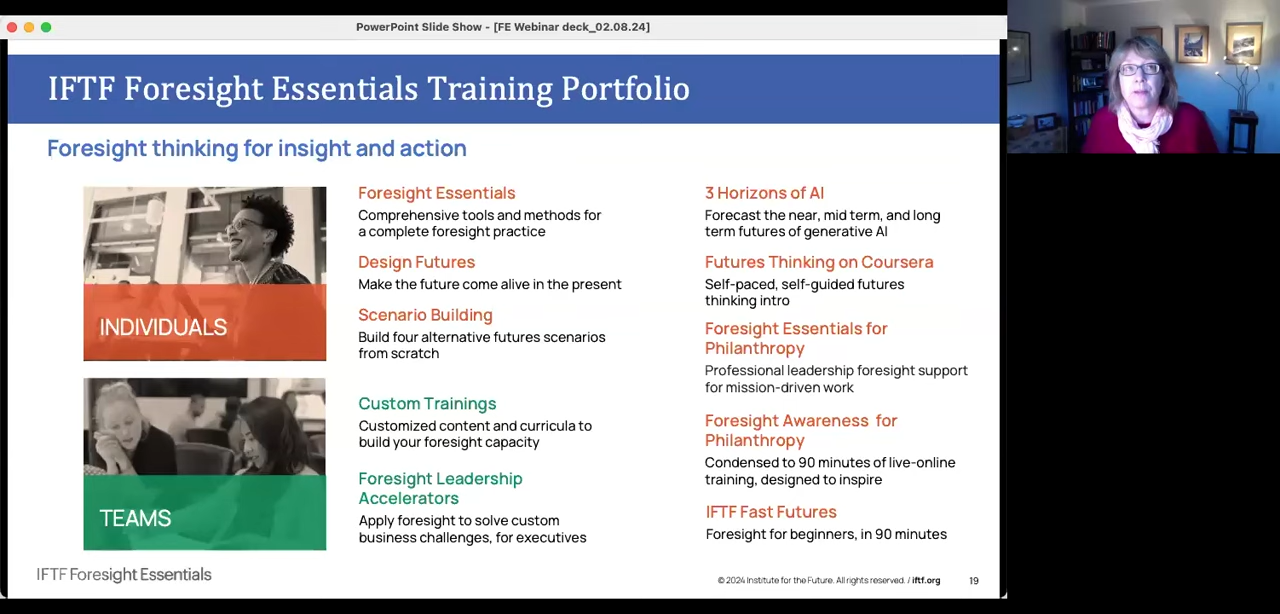 PowerPoint Slide Show - [FE Webinar deck_02.08.24]
IFTF Foresight Essentials Training Portfolio
Foresight thinking for insight and action
INDIVIDUALS
Foresight Essentials
Comprehensive tools and methods for
a complete foresight practice
Design Futures
Make the future come alive in the present
Scenario Building
Build four alternative futures scenarios
from scratch
TEAMS
Custom Trainings
Customized content and curricula to
build your foresight capacity
Foresight Leadership
Accelerators
Apply foresight to solve custom
business challenges, for executives
3 Horizons of AI
Forecast the near, mid term, and long
term futures of generative AI
Futures Thinking on Coursera
Self-paced, self-guided futures
thinking intro
Foresight Essentials for
Philanthropy
Professional leadership foresight support
for mission-driven work
Foresight Awareness for
Philanthropy
Condensed to 90 minutes of live-online
training, designed to inspire
IFTF Fast Futures
Foresight for beginners, in 90 minutes
IFTF Foresight Essentials
© 2024 Institute for the Future. All rights reserved. / iftf.org
19